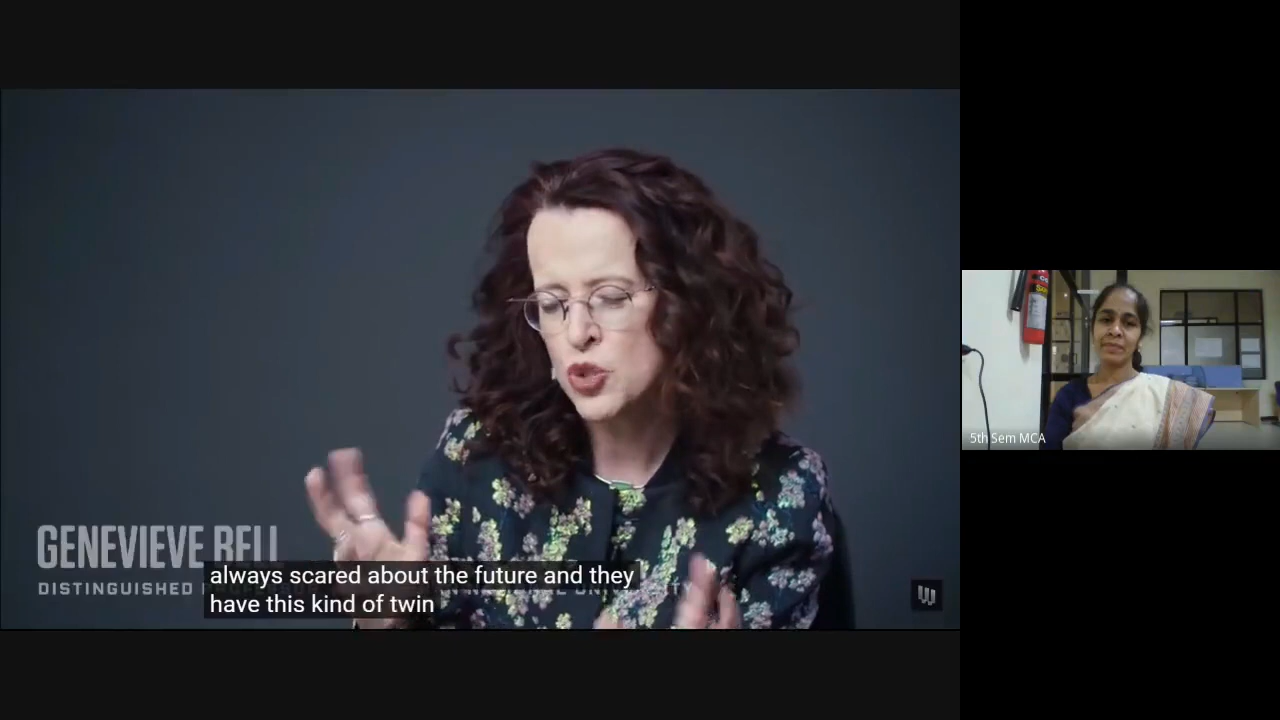 GENEVIEVE BELL
DISTINGUISHED
always scared about the future and they
have this kind of twin
5th Sem MCA